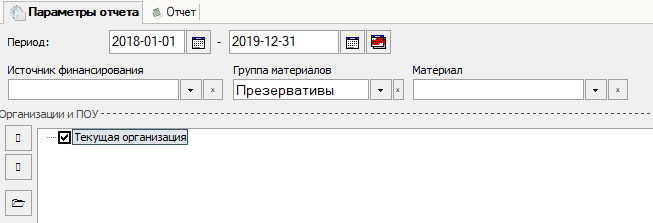 Параметры отчета Отчет
Период: 2018-01-01 - 2019-12-31
Источник финансирования Группа материалов Материал
x Презервативы x x
Организации и ПОУ
Текущая организация